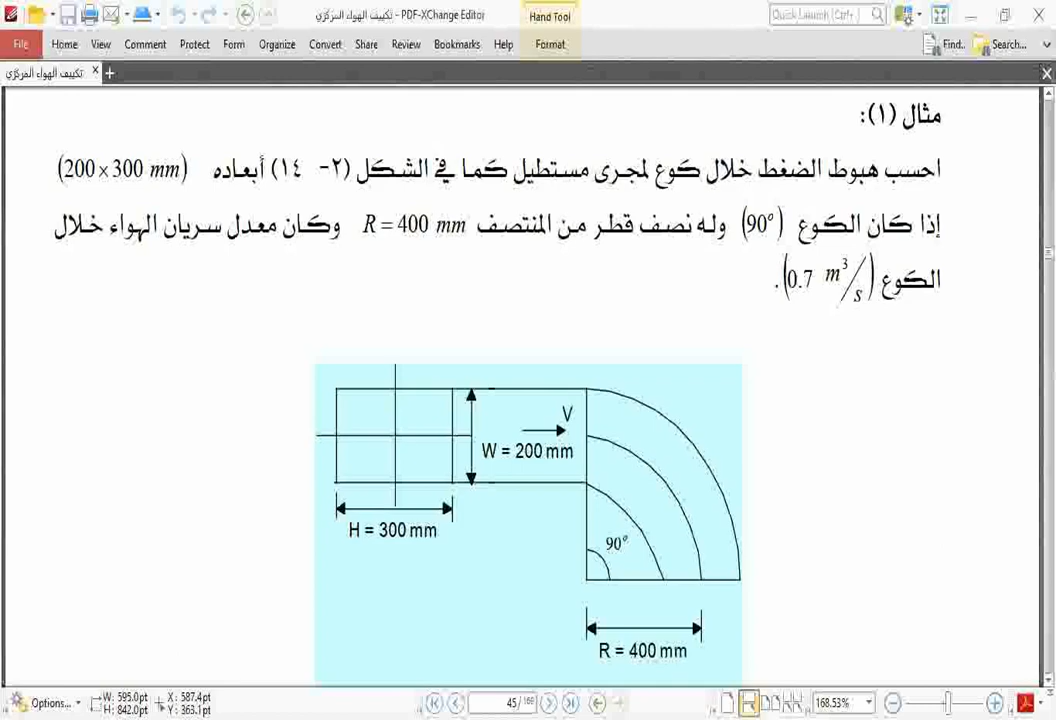 تكييف الهواء المركزي - PDF-XChange Editor
Hand Tool
Quick Launch (Ctrl+
File Home View Comment Protect Form Organize Convert Share Review Bookmarks Help Format
Find.. Search...
تكييف الهواء المركزي
مثال (١):
احسب هبوط الضغط خلال كوع لمجرى مستطيل كما في الشكل (٢- ١٤) أبعاده (200 × 300 mm)
إذا كان الكوع (90°) وله نصف قطر من المنتصف R = 400 mm وكان معدل سريان الهواء خلال
الكوع (0.7 m³/s).
V
W = 200 mm
H = 300 mm
90°
R = 400 mm
Options...
W: 595.0pt X: 587.4pt
H: 842.0pt Y: 363.1pt
45/169
168.53%